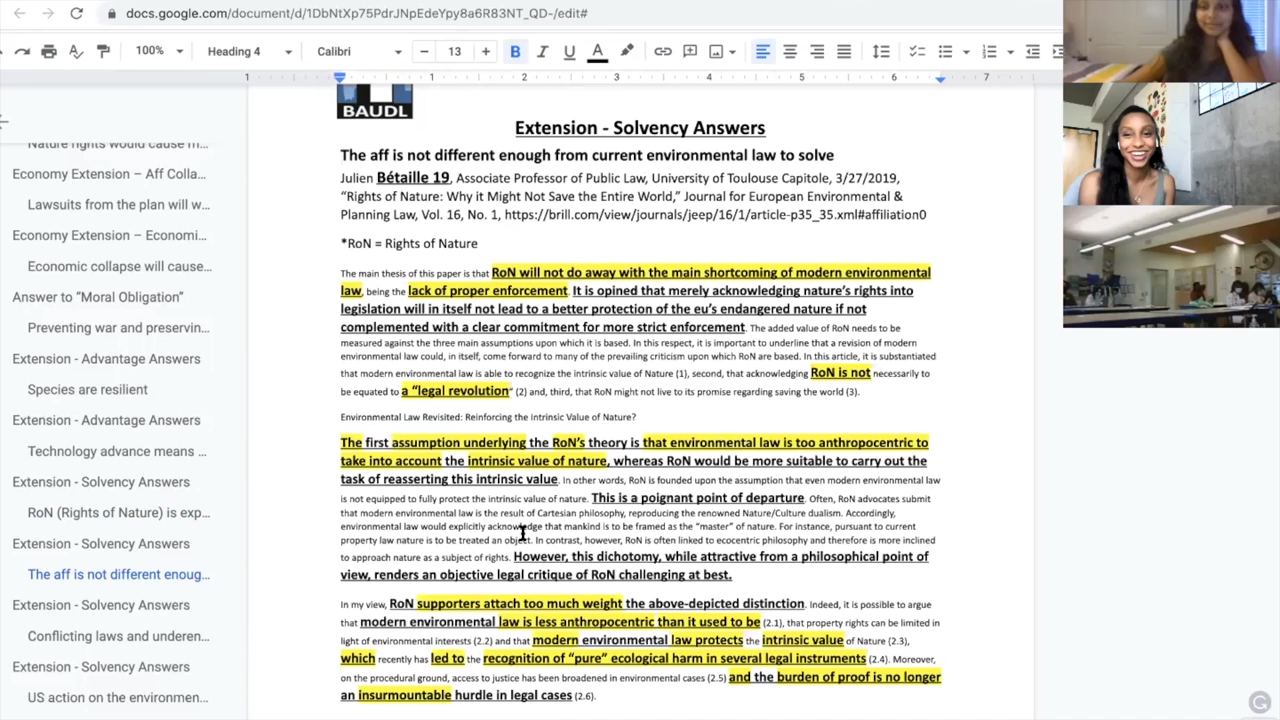 docs.google.com/document/d/1DbNtXp75PdrJNpEdeYpy8a6R83NT_QD-/edit#
100% Heading 4 Calibri − 13 + B I U A
1 1 2 3 4 5 6 7
Nature rights would cause m...
Economy Extension – Aff Colla...
Lawsuits from the plan will w...
Economy Extension – Economi...
Economic collapse will cause...
Answer to “Moral Obligation”
Preventing war and preservin...
Extension - Advantage Answers
Species are resilient
Extension - Advantage Answers
Technology advance means ...
Extension - Solvency Answers
RoN (Rights of Nature) is exp...
Extension - Solvency Answers
The aff is not different enoug...
Extension - Solvency Answers
Conflicting laws and underen...
Extension - Solvency Answers
US action on the environmen...
BAUDL
Extension - Solvency Answers
The aff is not different enough from current environmental law to solve
Julien Bétaille 19, Associate Professor of Public Law, University of Toulouse Capitole, 3/27/2019,
“Rights of Nature: Why it Might Not Save the Entire World,” Journal for European Environmental &
Planning Law, Vol. 16, No. 1, https://brill.com/view/journals/jeep/16/1/article-p35_35.xml#affiliation0
*RoN = Rights of Nature
The main thesis of this paper is that RoN will not do away with the main shortcoming of modern environmental
law, being the lack of proper enforcement. It is opined that merely acknowledging nature’s rights into
legislation will in itself not lead to a better protection of the eu’s endangered nature if not
complemented with a clear commitment for more strict enforcement. The added value of RoN needs to be
measured against the three main assumptions upon which it is based. In this respect, it is important to underline that a revision of modern
environmental law could, in itself, come forward to many of the prevailing criticism upon which RoN are based. In this article, it is substantiated
that modern environmental law is able to recognize the intrinsic value of Nature (1), second, that acknowledging RoN is not necessarily to
be equated to a “legal revolution” (2) and, third, that RoN might not live to its promise regarding saving the world (3).
Environmental Law Revisited: Reinforcing the Intrinsic Value of Nature?
The first assumption underlying the RoN’s theory is that environmental law is too anthropocentric to
take into account the intrinsic value of nature, whereas RoN would be more suitable to carry out the
task of reasserting this intrinsic value. In other words, RoN is founded upon the assumption that even modern environmental law
is not equipped to fully protect the intrinsic value of nature. This is a poignant point of departure. Often, RoN advocates submit
that modern environmental law is the result of Cartesian philosophy, reproducing the renowned Nature/Culture dualism. Accordingly,
environmental law would explicitly acknowledge that mankind is to be framed as the “master” of nature. For instance, pursuant to current
property law nature is to be treated an object. In contrast, however, RoN is often linked to ecocentric philosophy and therefore is more inclined
to approach nature as a subject of rights. However, this dichotomy, while attractive from a philosophical point of
view, renders an objective legal critique of RoN challenging at best.
In my view, RoN supporters attach too much weight the above-depicted distinction. Indeed, it is possible to argue
that modern environmental law is less anthropocentric than it used to be (2.1), that property rights can be limited in
light of environmental interests (2.2) and that modern environmental law protects the intrinsic value of Nature (2.3),
which recently has led to the recognition of “pure” ecological harm in several legal instruments (2.4). Moreover,
on the procedural ground, access to justice has been broadened in environmental cases (2.5) and the burden of proof is no longer
an insurmountable hurdle in legal cases (2.6).